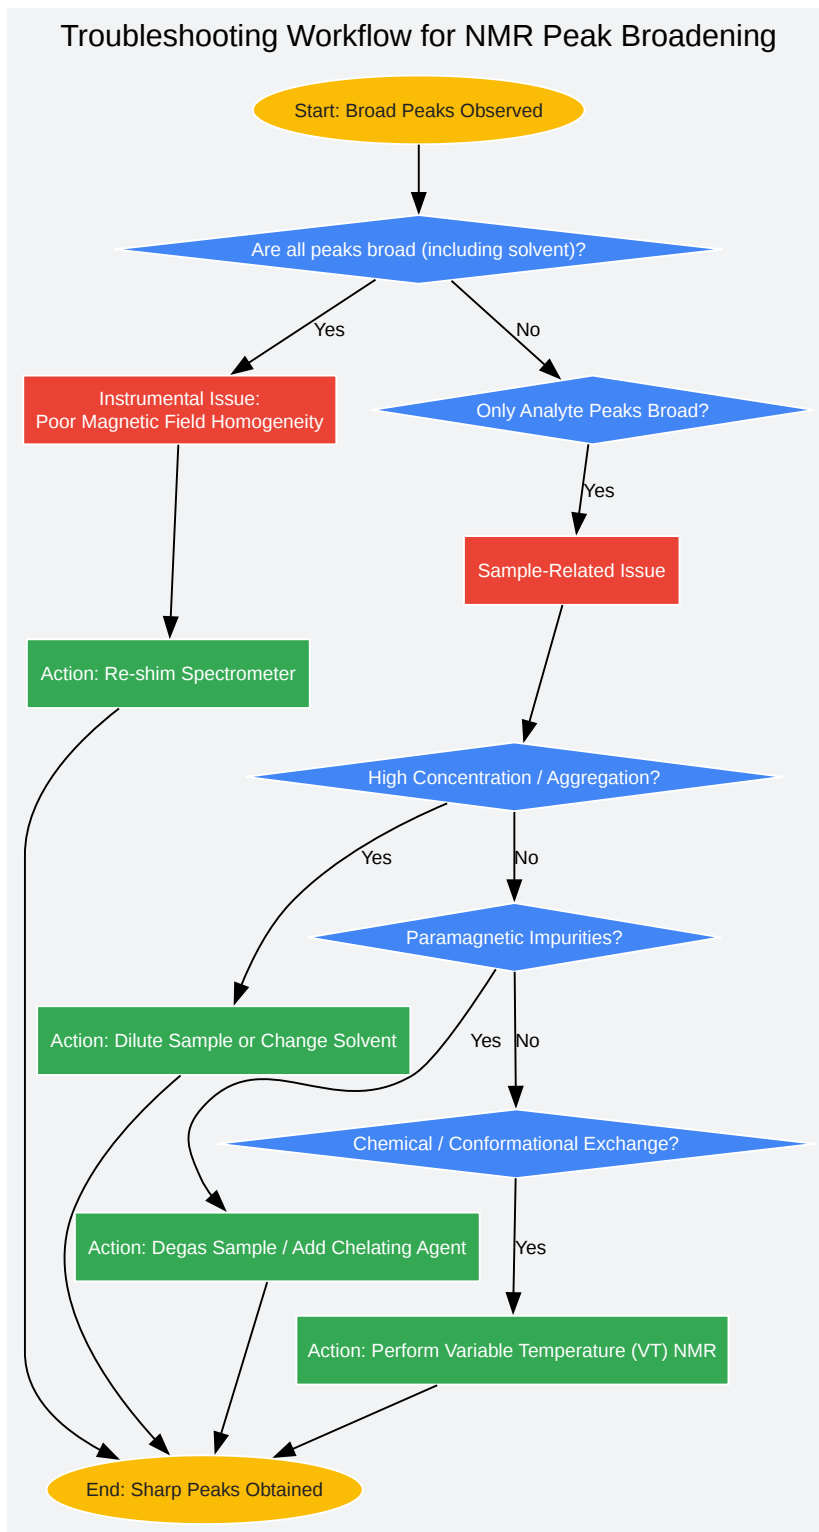 Troubleshooting Workflow for NMR Peak Broadening
Start: Broad Peaks Observed
Are all peaks broad (including solvent)?
Yes
No
Instrumental Issue:
Poor Magnetic Field Homogeneity
Only Analyte Peaks Broad?
Yes
Sample-Related Issue
Action: Re-shim Spectrometer
High Concentration / Aggregation?
Yes
No
Paramagnetic Impurities?
Action: Dilute Sample or Change Solvent
Yes
No
Chemical / Conformational Exchange?
Action: Degas Sample / Add Chelating Agent
Yes
Action: Perform Variable Temperature (VT) NMR
End: Sharp Peaks Obtained